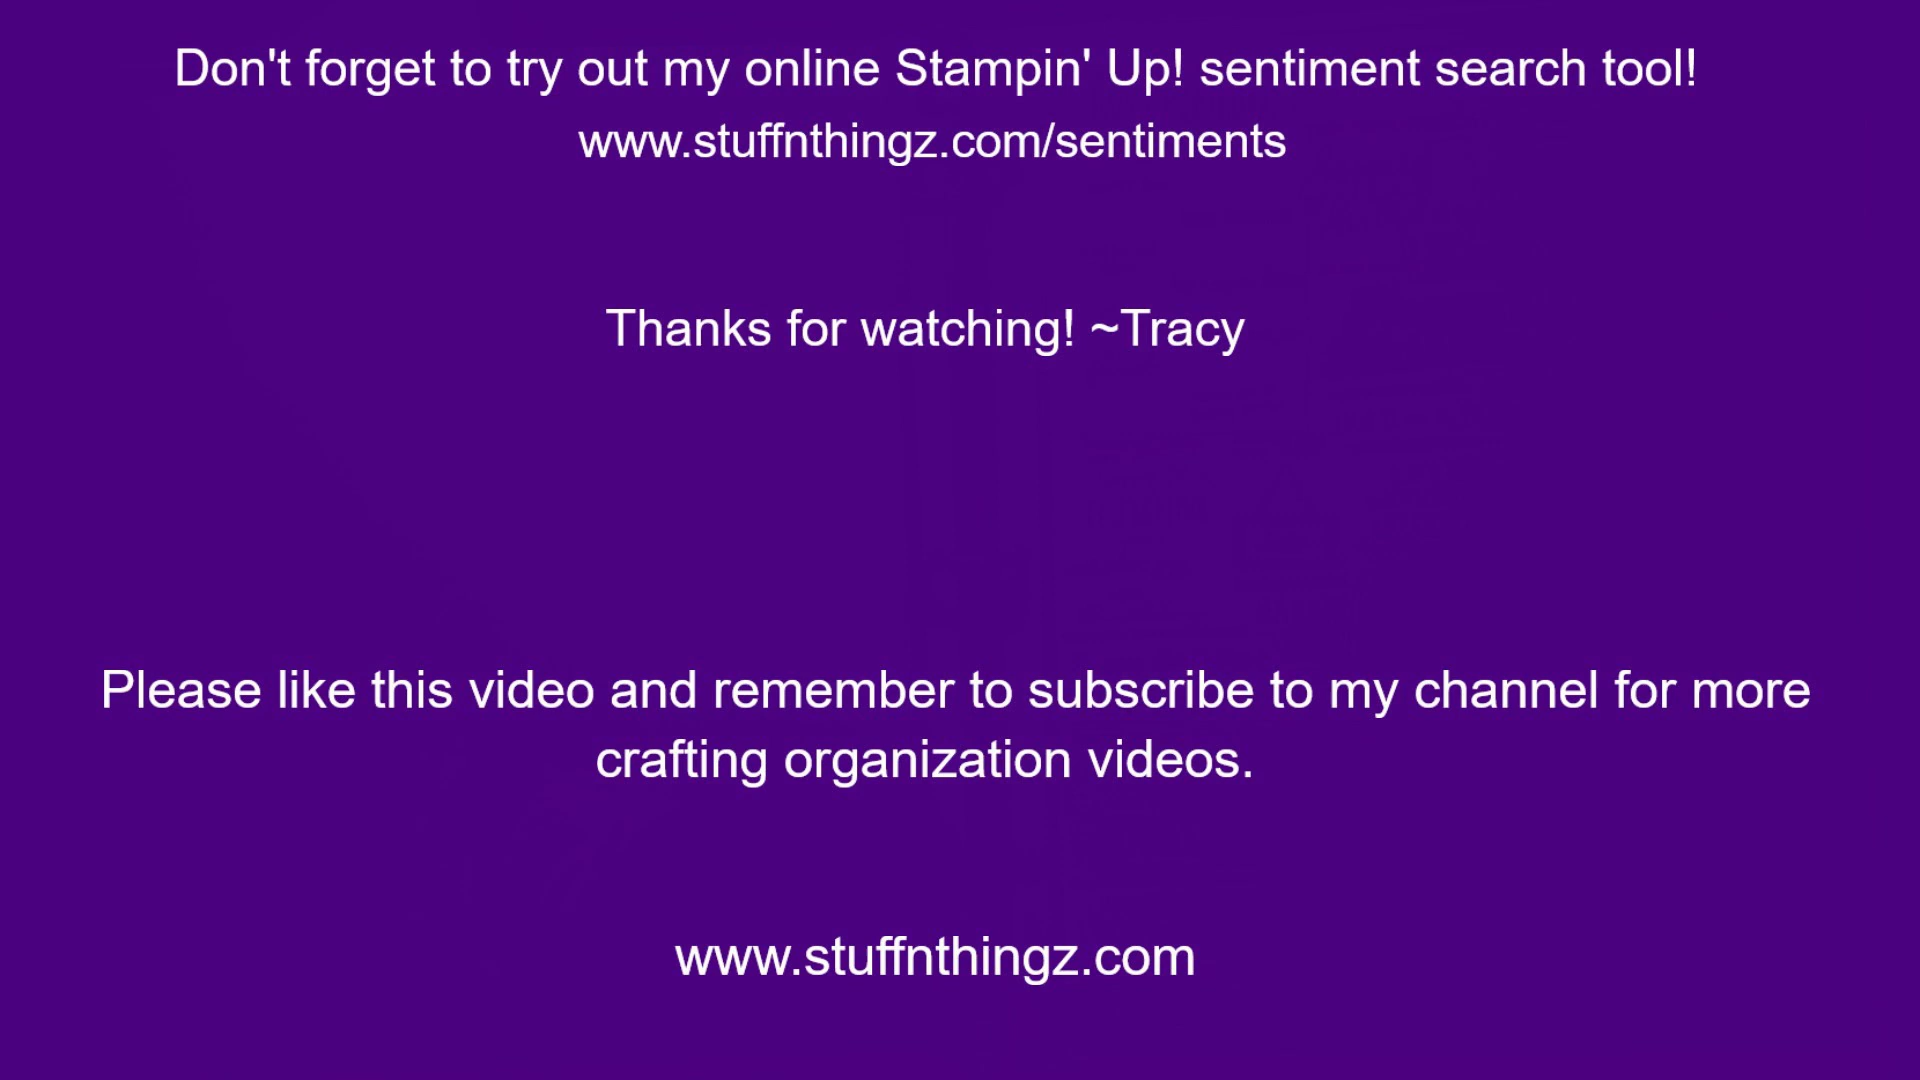 Don't forget to try out my online Stampin' Up! sentiment search tool!
www.stuffnthingz.com/sentiments
Thanks for watching! ~Tracy
Please like this video and remember to subscribe to my channel for more
crafting organization videos.
www.stuffnthingz.com